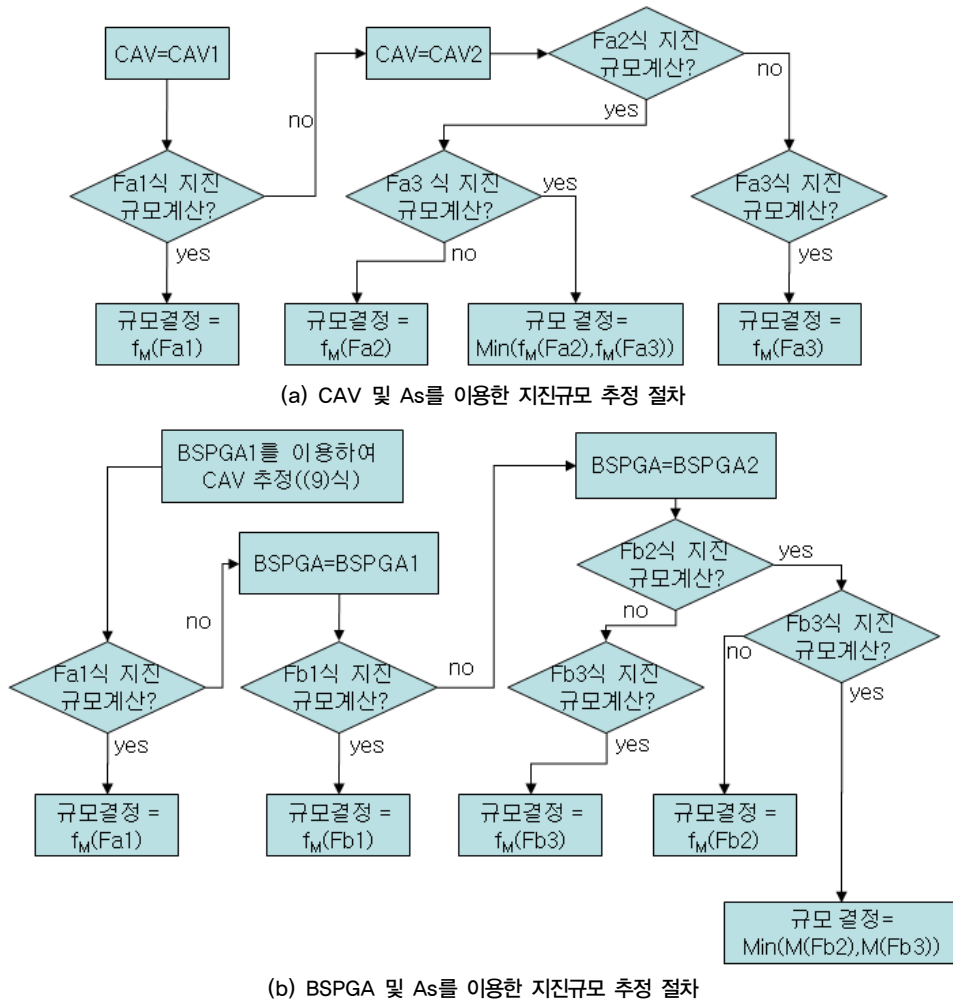 CAV=CAV1
CAV=CAV2
Fa2식 지진
규모계산?
no
no
yes
Fa1식 지진
규모계산?
Fa3 식 지진
규모계산?
yes
Fa3식 지진
규모계산?
yes
no
yes
규모결정 =
f_M(Fa1)
규모결정 =
f_M(Fa2)
규모 결정=
Min(f_M(Fa2),f_M(Fa3))
규모결정 =
f_M(Fa3)
(a) CAV 및 As를 이용한 지진규모 추정 절차
BSPGA1를 이용하여
CAV 추정((9)식)
BSPGA=BSPGA2
BSPGA=BSPGA1
Fb2식 지진
규모계산?
yes
no
no
Fb3식 지진
규모계산?
Fa1식 지진
규모계산?
Fb1식 지진
규모계산?
no
Fb3식 지진
규모계산?
no
yes
yes
yes
yes
규모결정 =
f_M(Fa1)
규모결정 =
f_M(Fb1)
규모결정 =
f_M(Fb3)
규모결정 =
f_M(Fb2)
규모 결정=
Min(M(Fb2),M(Fb3))
(b) BSPGA 및 As를 이용한 지진규모 추정 절차